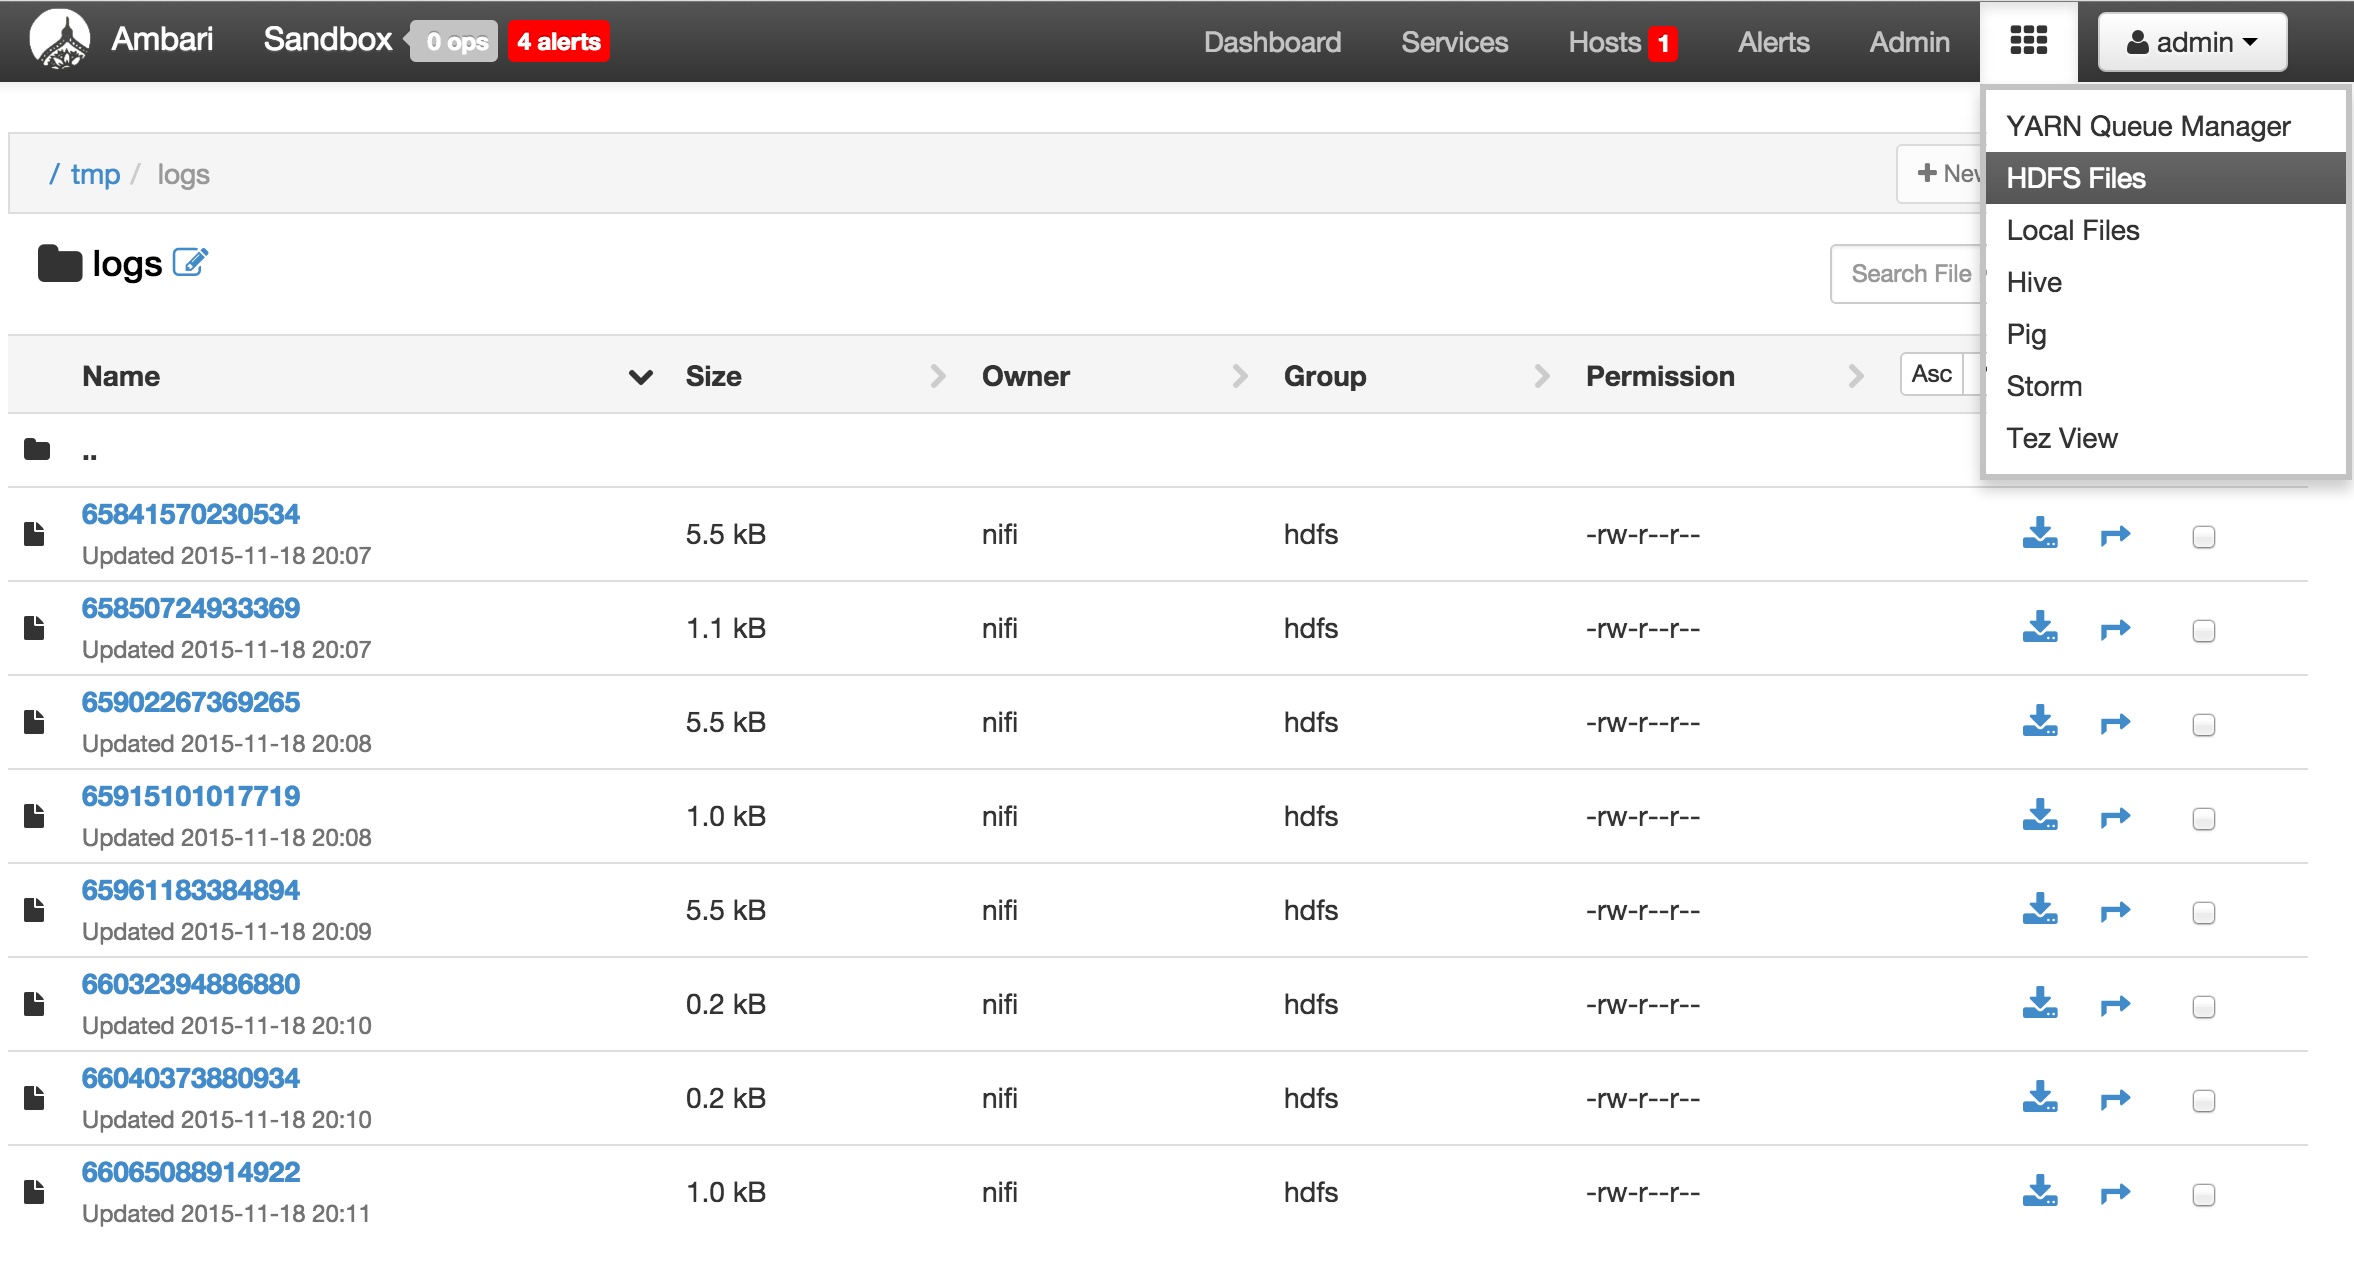 Ambari Sandbox 0 ops 4 alerts Dashboard Services Hosts 1 Alerts Admin admin
YARN Queue Manager
HDFS Files
Local Files
Hive
Pig
Storm
Tez View
/ tmp / logs
+ New
logs
Search File
Name Size Owner Group Permission Asc
..
65841570230534
Updated 2015-11-18 20:07
5.5 kB nifi hdfs -rw-r--r--
65850724933369
Updated 2015-11-18 20:07
1.1 kB nifi hdfs -rw-r--r--
65902267369265
Updated 2015-11-18 20:08
5.5 kB nifi hdfs -rw-r--r--
65915101017719
Updated 2015-11-18 20:08
1.0 kB nifi hdfs -rw-r--r--
65961183384894
Updated 2015-11-18 20:09
5.5 kB nifi hdfs -rw-r--r--
66032394886880
Updated 2015-11-18 20:10
0.2 kB nifi hdfs -rw-r--r--
66040373880934
Updated 2015-11-18 20:10
0.2 kB nifi hdfs -rw-r--r--
66065088914922
Updated 2015-11-18 20:11
1.0 kB nifi hdfs -rw-r--r--